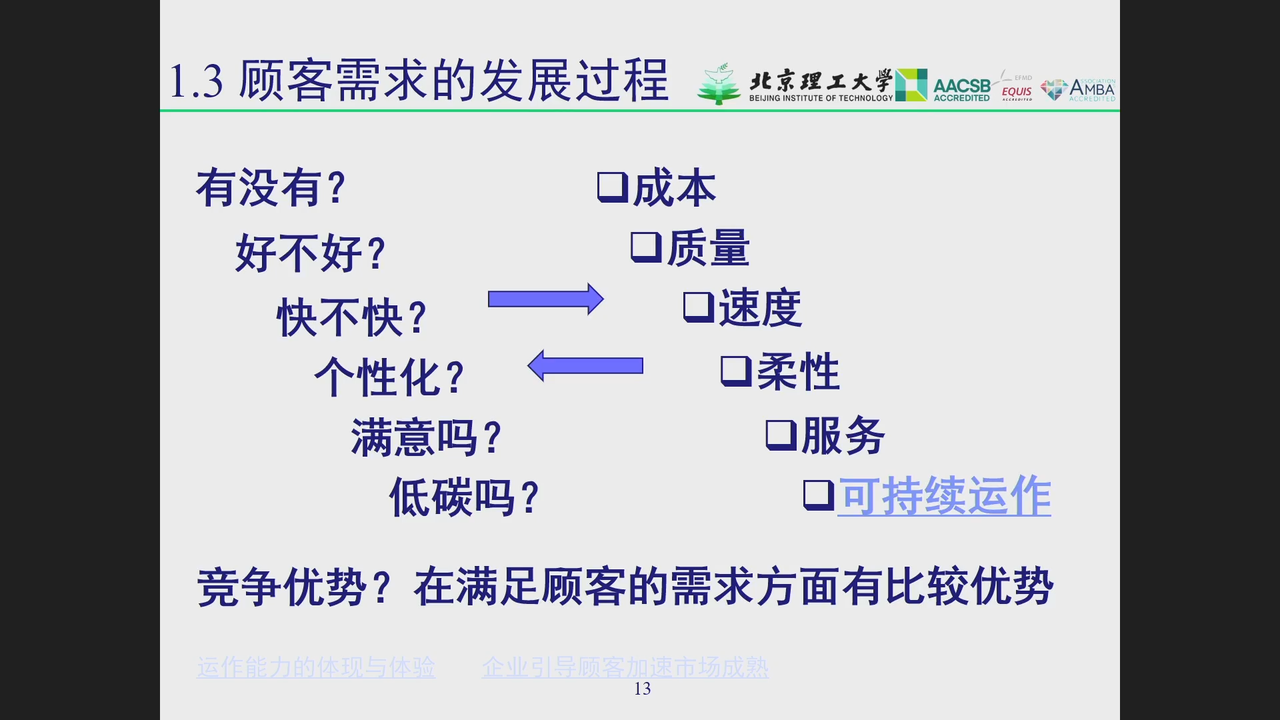 1.3 顾客需求的发展过程
北京理工大学
BEIJING INSTITUTE OF TECHNOLOGY
AACSB
ACCREDITED
EFMD
EQUIS
ACCREDITED
ASSOCIATION
AMBA
ACCREDITED
有没有？
❑成本
好不好？
❑质量
快不快？
❑速度
个性化？
❑柔性
满意吗？
❑服务
低碳吗？
❑可持续运作
竞争优势？在满足顾客的需求方面有比较优势
运作能力的体现与体验 企业引导顾客加速市场成熟
13